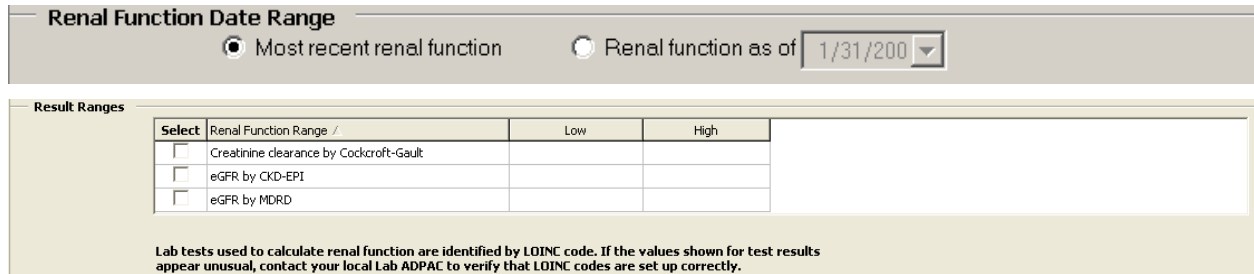 Renal Function Date Range
Most recent renal function Renal function as of 1/31/200
Result Ranges
Select Renal Function Range Low High
Creatinine clearance by Cockcroft-Gault
eGFR by CKD-EPI
eGFR by MDRD
Lab tests used to calculate renal function are identified by LOINC code. If the values shown for test results
appear unusual, contact your local Lab ADPAC to verify that LOINC codes are set up correctly.